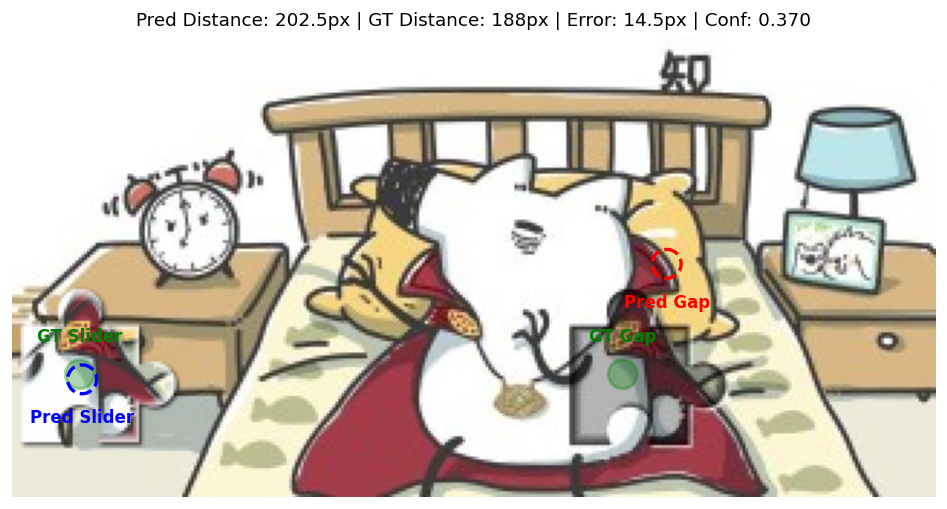 Pred Distance: 202.5px | GT Distance: 188px | Error: 14.5px | Conf: 0.370
知
Pred Gap
GT Slider
GT Gap
Pred Slider